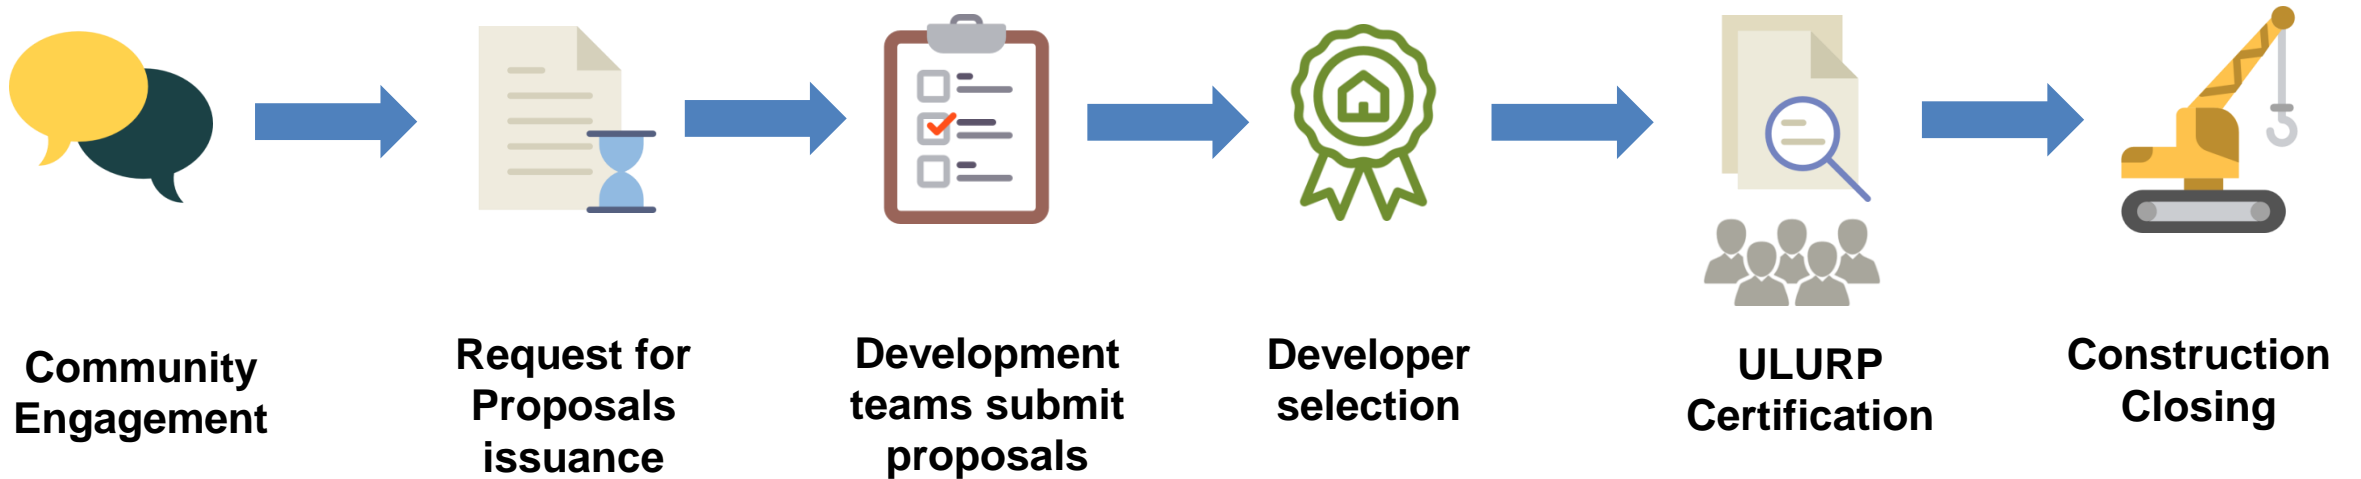 Community
Engagement
Request for
Proposals
issuance
Development
teams submit
proposals
Developer
selection
ULURP
Certification
Construction
Closing